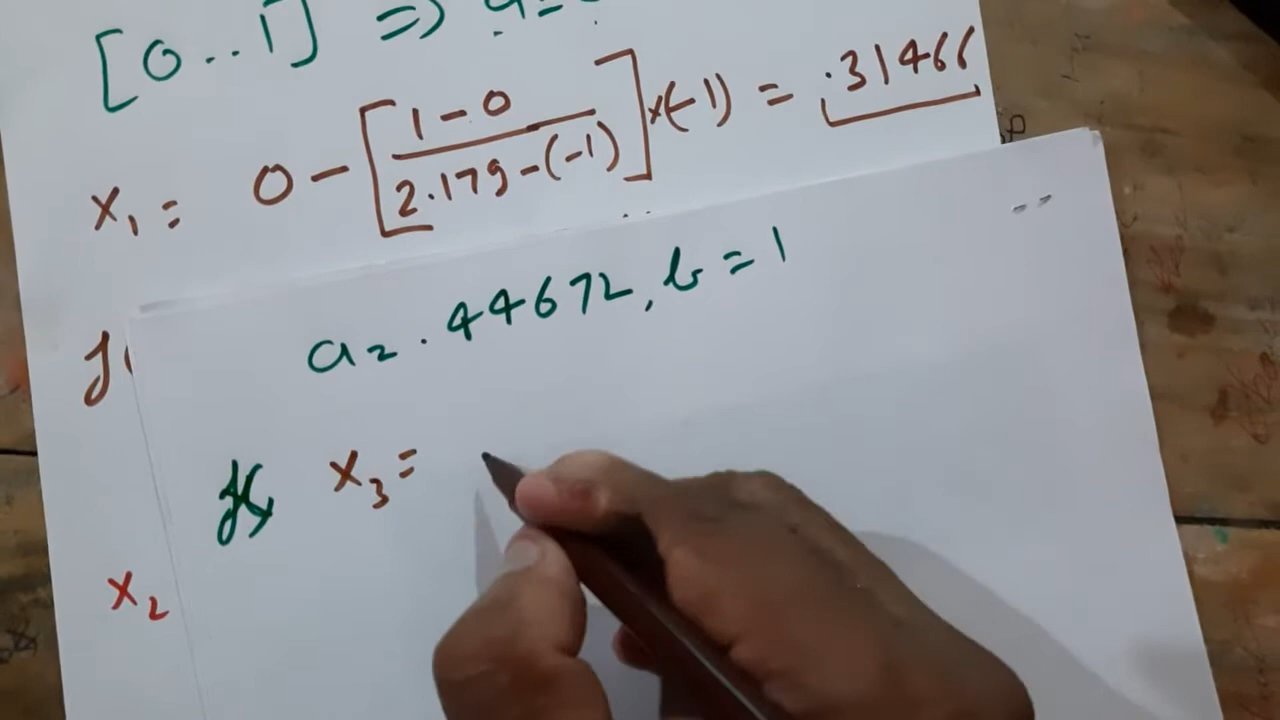 [0..1] => a=
x₁ = 0 - [ (1 - 0) / (2.179 - (-1)) ] × (-1) = .31466
a = .44672, b = 1
x₃ =
x₂